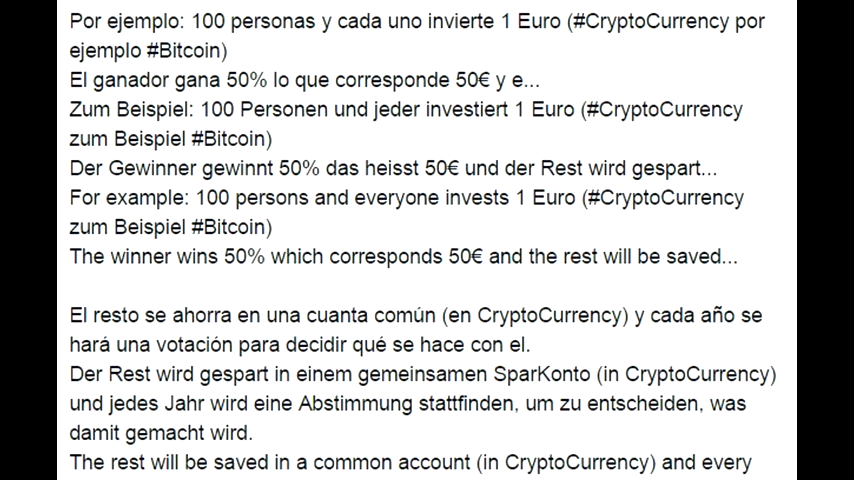 Por ejemplo: 100 personas y cada uno invierte 1 Euro (#CryptoCurrency por
ejemplo #Bitcoin)
El ganador gana 50% lo que corresponde 50€ y e...
Zum Beispiel: 100 Personen und jeder investiert 1 Euro (#CryptoCurrency
zum Beispiel #Bitcoin)
Der Gewinner gewinnt 50% das heisst 50€ und der Rest wird gespart...
For example: 100 persons and everyone invests 1 Euro (#CryptoCurrency
zum Beispiel #Bitcoin)
The winner wins 50% which corresponds 50€ and the rest will be saved...
El resto se ahorra en una cuanta común (en CryptoCurrency) y cada año se
hará una votación para decidir qué se hace con el.
Der Rest wird gespart in einem gemeinsamen SparKonto (in CryptoCurrency)
und jedes Jahr wird eine Abstimmung stattfinden, um zu entscheiden, was
damit gemacht wird.
The rest will be saved in a common account (in CryptoCurrency) and every